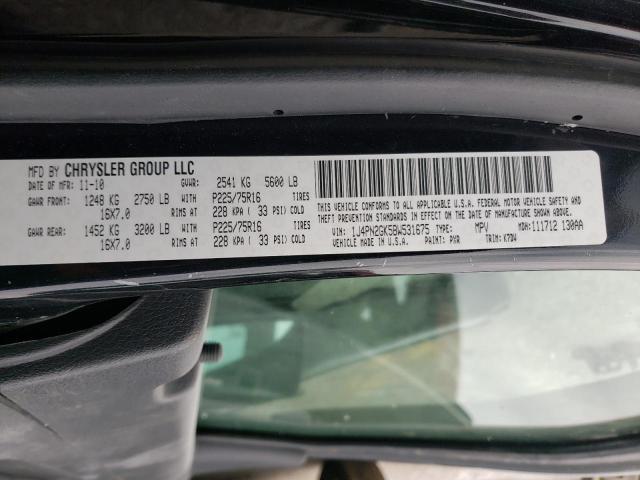 MFD BY CHRYSLER GROUP LLC
DATE OF MFR: 11-10 GVWR: 2541 KG 5600 LB
GAWR FRONT: 1248 KG 2750 LB P225/75R16 TIRES
16X7.0 RIMS AT 228 KPA ( 33 PSI) COLD
GAWR REAR: 1452 KG 3200 LB P225/75R16 TIRES
16X7.0 RIMS AT 228 KPA ( 33 PSI) COLD
THIS VEHICLE CONFORMS TO ALL APPLICABLE U.S.A. FEDERAL MOTOR VEHICLE SAFETY
AND THEFT PREVENTION STANDARDS IN EFFECT ON THE DATE OF MANUFACTURE SHOWN ABOVE.
VIN: 1J4PN2GK5BW531675 TYPE: MPV MDH: 111712 130AA
MADE IN U.S.A. PAINT: PXR TRIM: K7DW